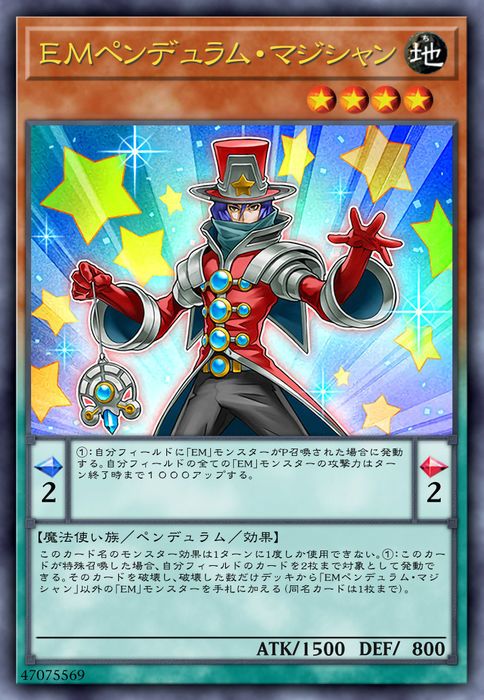 EMペンデュラム・マジシャン
ち
地
①:自分フィールドに「EM」モンスターがP召喚された場合に発動
する。自分フィールドの全ての「EM」モンスターの攻撃力はター
ン終了時まで1000アップする。
2
2
【魔法使い族/ペンデュラム/効果】
このカード名のモンスター効果は1ターンに1度しか使用できない。①:このカー
ドが特殊召喚した場合、自分フィールドのカードを2枚まで対象として発動で
きる。そのカードを破壊し、破壊した数だけデッキから「EMペンデュラム・マジ
シャン」以外の「EM」モンスターを手札に加える(同名カードは1枚まで)。
ATK/1500 DEF/ 800
47075569